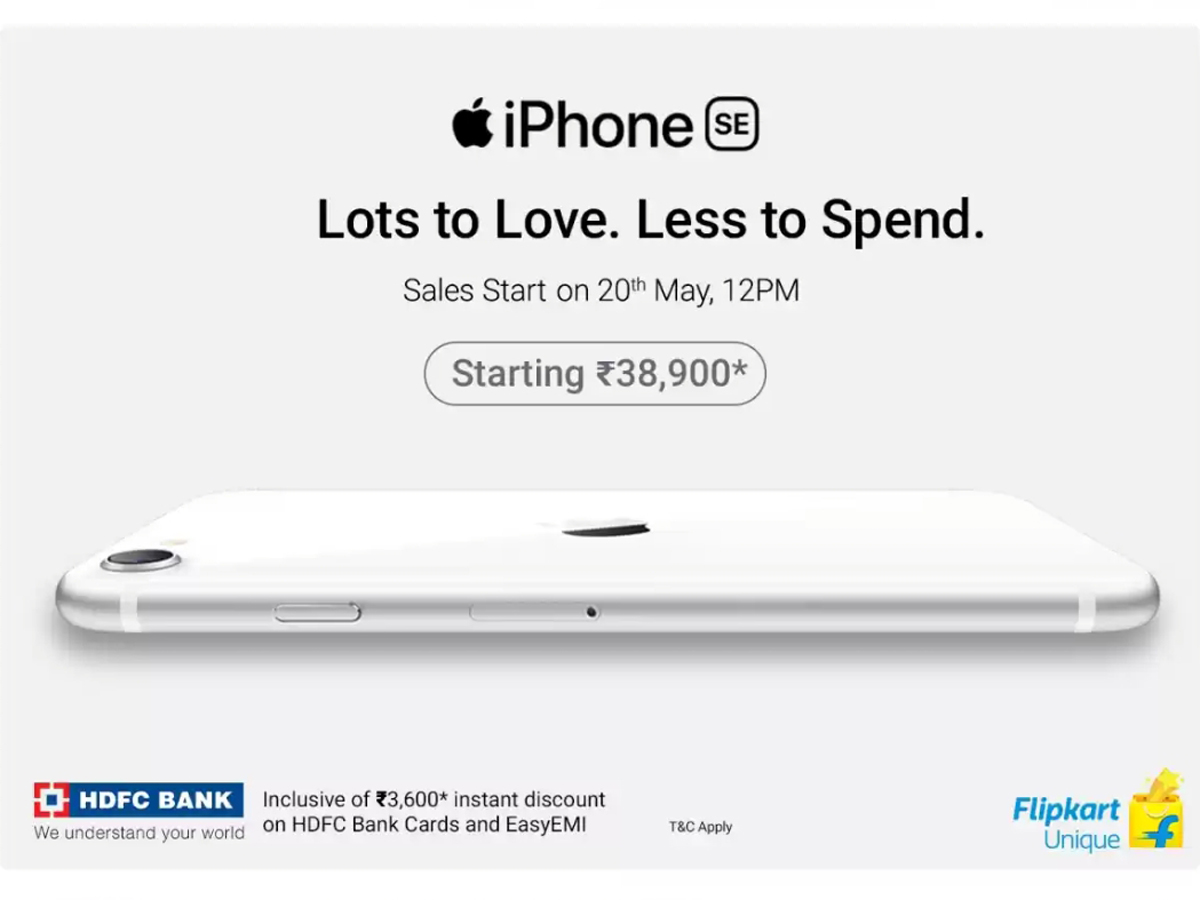 iPhone SE
Lots to Love. Less to Spend.
Sales Start on 20th May, 12PM
Starting ₹38,900*
HDFC BANK
We understand your world
Inclusive of ₹3,600* instant discount
on HDFC Bank Cards and EasyEMI
T&C Apply
Flipkart
Unique